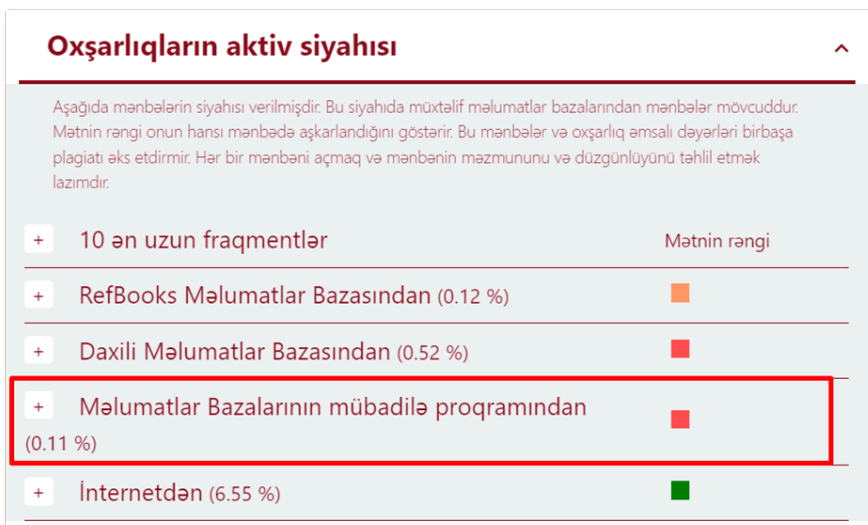 Oxşarlıqların aktiv siyahısı
Aşağıda mənbələrin siyahısı verilmişdir. Bu siyahıda müxtəlif məlumatlar bazalarından mənbələr mövcuddur.
Mətnin rəngi onun hansı mənbədə aşkarlandığını göstərir. Bu mənbələr və oxşarlıq əmsalı dəyərləri birbaşa
plagiatı əks etdirmir. Hər bir mənbəni açmaq və mənbənin məzmununu və düzgünlüyünü təhlil etmək
lazımdır.
+ 10 ən uzun fraqmentlər Mətnin rəngi
+ RefBooks Məlumatlar Bazasından (0.12 %)
+ Daxili Məlumatlar Bazasından (0.52 %)
+ Məlumatlar Bazalarının mübadilə proqramından
(0.11 %)
+ İnternetdən (6.55 %)